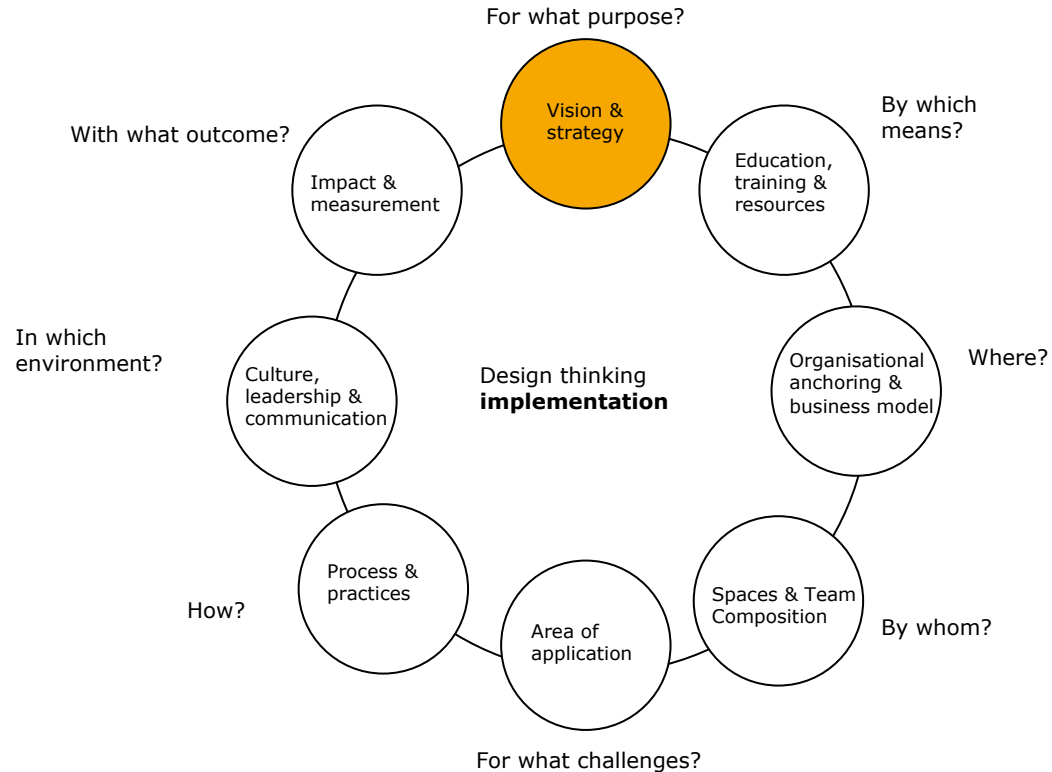 For what purpose?
Vision &
strategy
By which
means?
Education,
training &
resources
Where?
Organisational
anchoring &
business model
By whom?
Spaces & Team
Composition
For what challenges?
Area of
application
How?
Process &
practices
In which
environment?
Culture,
leadership &
communication
With what outcome?
Impact &
measurement
Design thinking
implementation